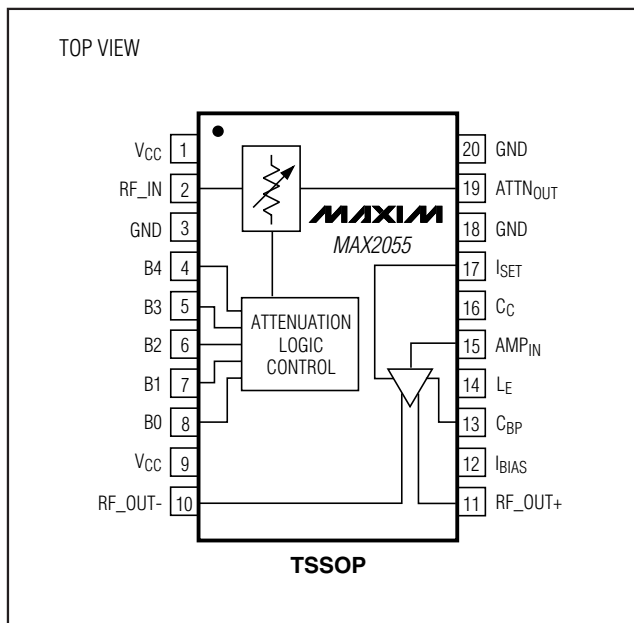 TOP VIEW
VCC 1
RF_IN 2
GND 3
B4 4
B3 5
B2 6
B1 7
B0 8
VCC 9
RF_OUT- 10
20 GND
19 ATTNOUT
18 GND
17 ISET
16 CC
15 AMPIN
14 LE
13 CBP
12 IBIAS
11 RF_OUT+
MAXIM
MAX2055
ATTENUATION
LOGIC
CONTROL
TSSOP